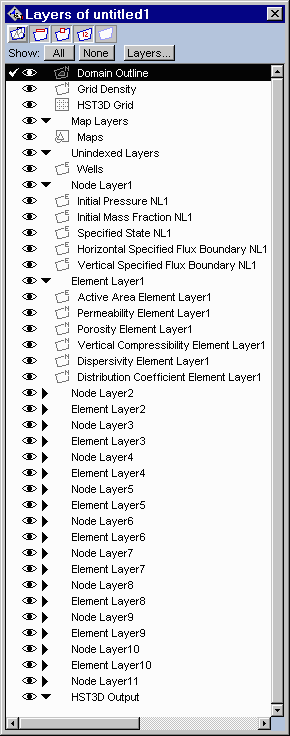 Layers of untitled1
Show: All None Layers...
Domain Outline
Grid Density
HST3D Grid
Map Layers
Maps
Unindexed Layers
Wells
Node Layer1
Initial Pressure NL1
Initial Mass Fraction NL1
Specified State NL1
Horizontal Specified Flux Boundary NL1
Vertical Specified Flux Boundary NL1
Element Layer1
Active Area Element Layer1
Permeability Element Layer1
Porosity Element Layer1
Vertical Compressibility Element Layer1
Dispersivity Element Layer1
Distribution Coefficient Element Layer1
Node Layer2
Element Layer2
Node Layer3
Element Layer3
Node Layer4
Element Layer4
Node Layer5
Element Layer5
Node Layer6
Element Layer6
Node Layer7
Element Layer7
Node Layer8
Element Layer8
Node Layer9
Element Layer9
Node Layer10
Element Layer10
Node Layer11
HST3D Output